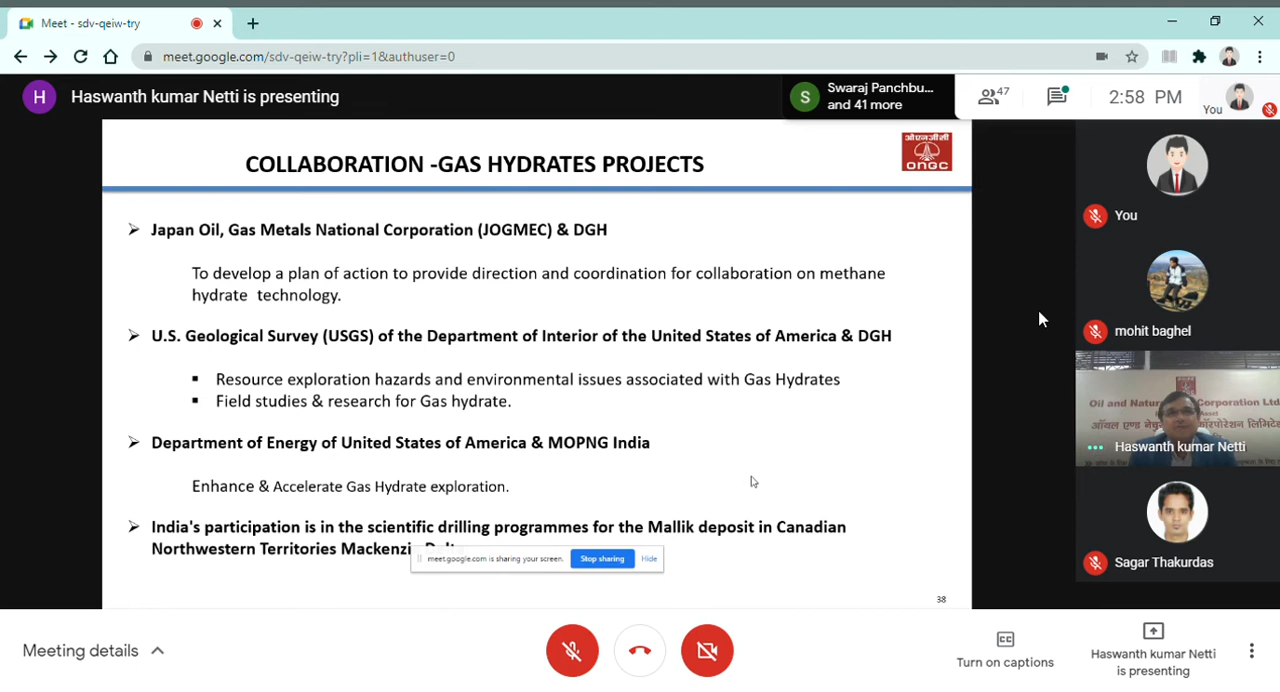 Meet - sdv-qeiw-try
meet.google.com/sdv-qeiw-try?pli=1&authuser=0
H
Haswanth kumar Netti is presenting
S
Swaraj Panchbu...
and 41 more
47
2:58 PM
You
COLLABORATION -GAS HYDRATES PROJECTS
ओएनजीसी
ONGC
➢ Japan Oil, Gas Metals National Corporation (JOGMEC) & DGH
To develop a plan of action to provide direction and coordination for collaboration on methane
hydrate technology.
➢ U.S. Geological Survey (USGS) of the Department of Interior of the United States of America & DGH
▪ Resource exploration hazards and environmental issues associated with Gas Hydrates
▪ Field studies & research for Gas hydrate.
➢ Department of Energy of United States of America & MOPNG India
Enhance & Accelerate Gas Hydrate exploration.
➢ India's participation is in the scientific drilling programmes for the Mallik deposit in Canadian
Northwestern Territories
meet.google.com is sharing your screen.
Stop sharing
Hide
38
You
mohit baghel
Oil and Corporation Ltd
Haswanth kumar Netti
Sagar Thakurdas
Meeting details
CC
Turn on captions
Haswanth kumar Netti
is presenting